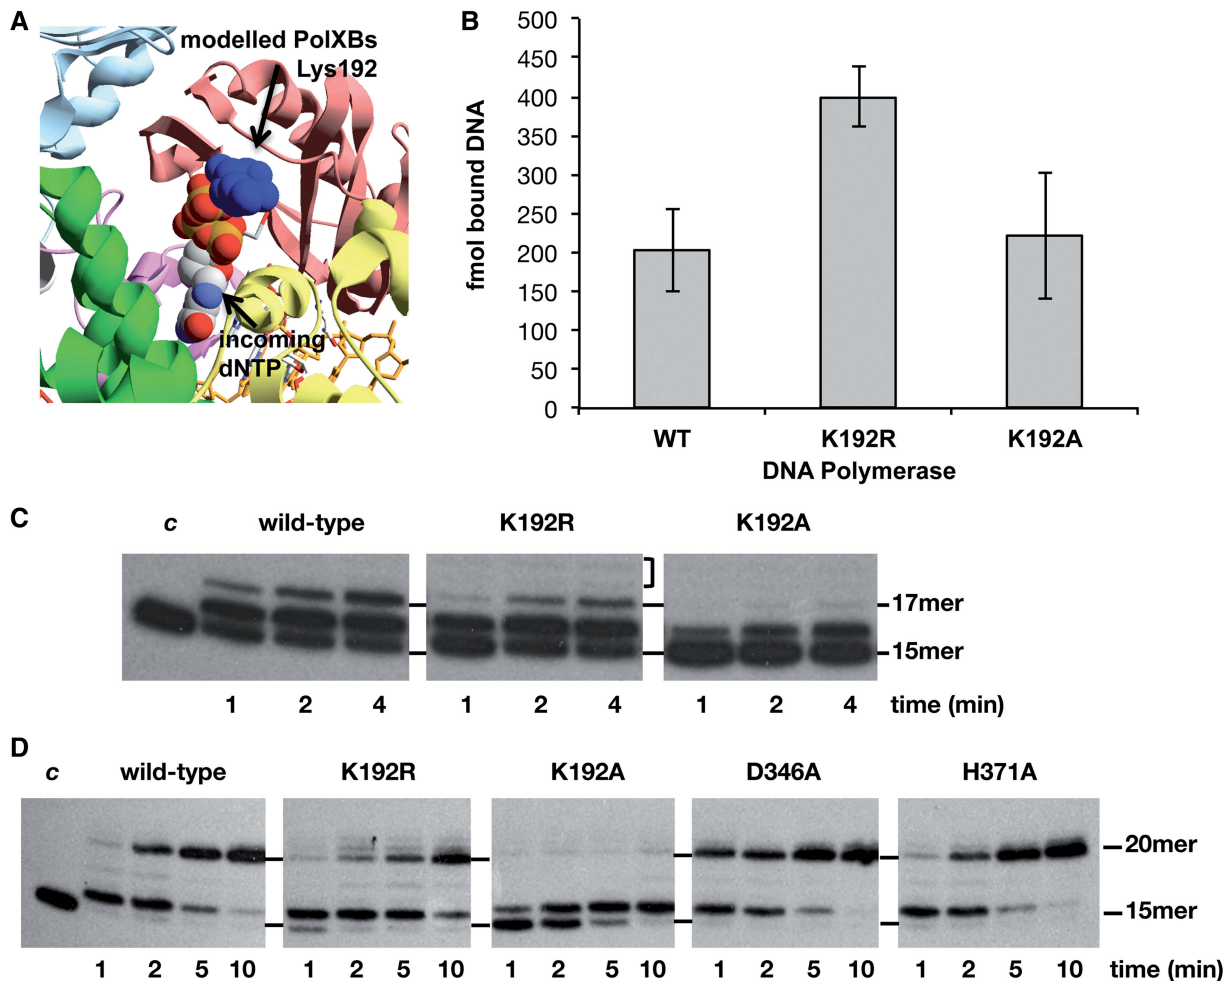 A
modelled PolXBs
Lys192
incoming
dNTP
B
fmol bound DNA
500
450
400
350
300
250
200
150
100
50
0
WT K192R K192A
DNA Polymerase
C
c wild-type K192R K192A
17mer
15mer
1 2 4 1 2 4 1 2 4 time (min)
D
c wild-type K192R K192A D346A H371A
20mer
15mer
1 2 5 10 1 2 5 10 1 2 5 10 1 2 5 10 1 2 5 10 time (min)